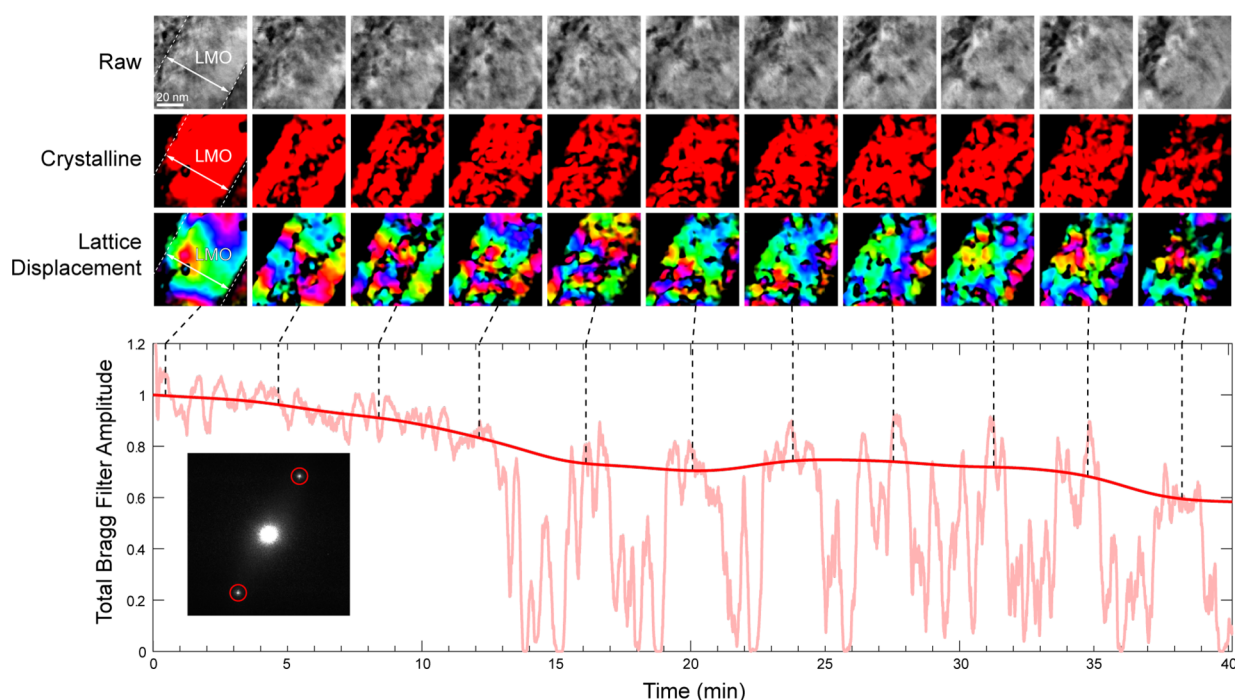 Raw
LMO
20 nm
Crystalline
LMO
Lattice
Displacement
LMO
Total Bragg Filter Amplitude
1.2
1
0.8
0.6
0.4
0.2
0
0 5 10 15 20 25 30 35 40
Time (min)